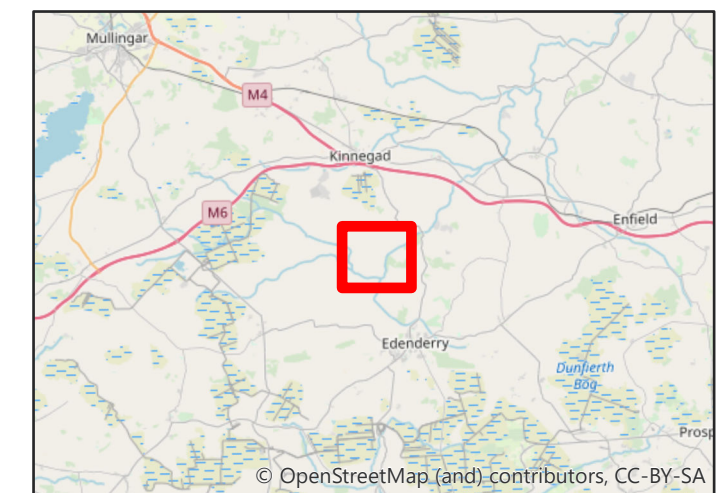 Mullingar
M4
Kinnegad
M6
Enfield
Edenderry
Dunfierth
Bog
Prosp
© OpenStreetMap (and) contributors, CC-BY-SA